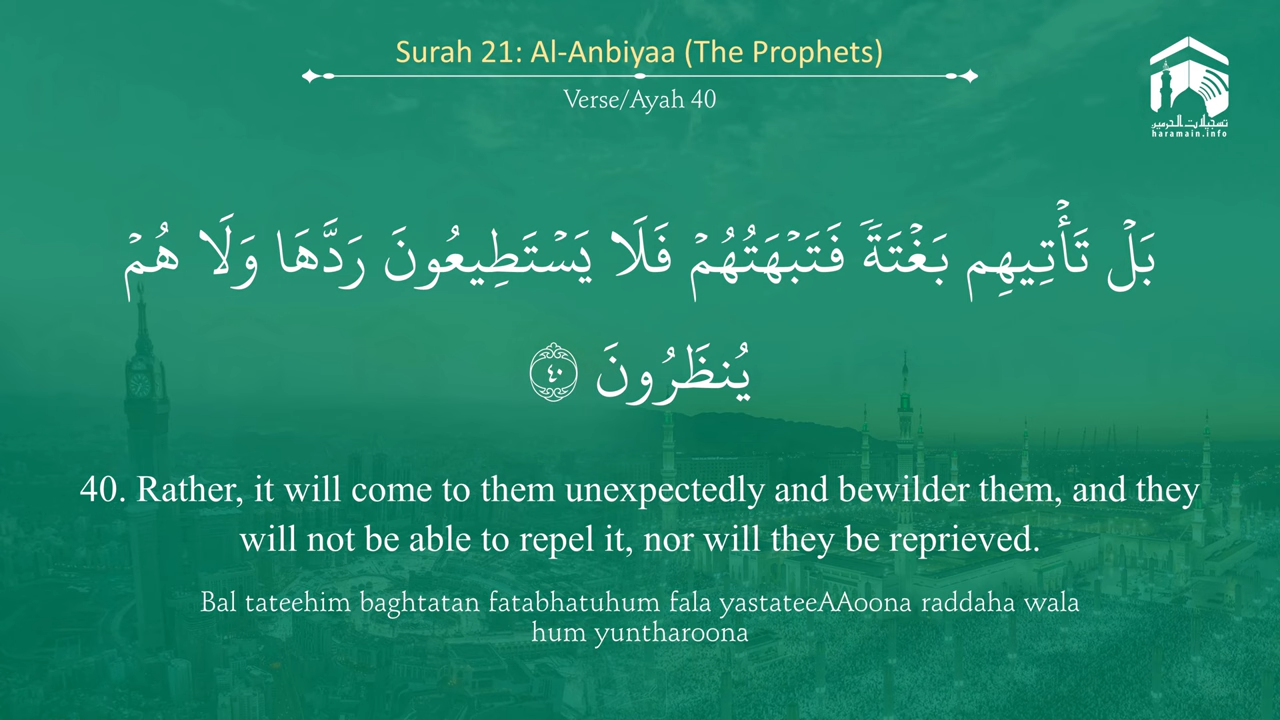 Surah 21: Al-Anbiyaa (The Prophets)
Verse/Ayah 40
تسجيلات الحرمين
haramain.info
بَلۡ تَأۡتِيهِم بَغۡتَةٗ فَتَبۡهَتُهُمۡ فَلَا يَسۡتَطِيعُونَ رَدَّهَا وَلَا هُمۡ
يُنظَرُونَ ٤٠
40. Rather, it will come to them unexpectedly and bewilder them, and they
will not be able to repel it, nor will they be reprieved.
Bal tateehim baghtatan fatabhatuhum fala yastateeAAoona raddaha wala
hum yuntharoona